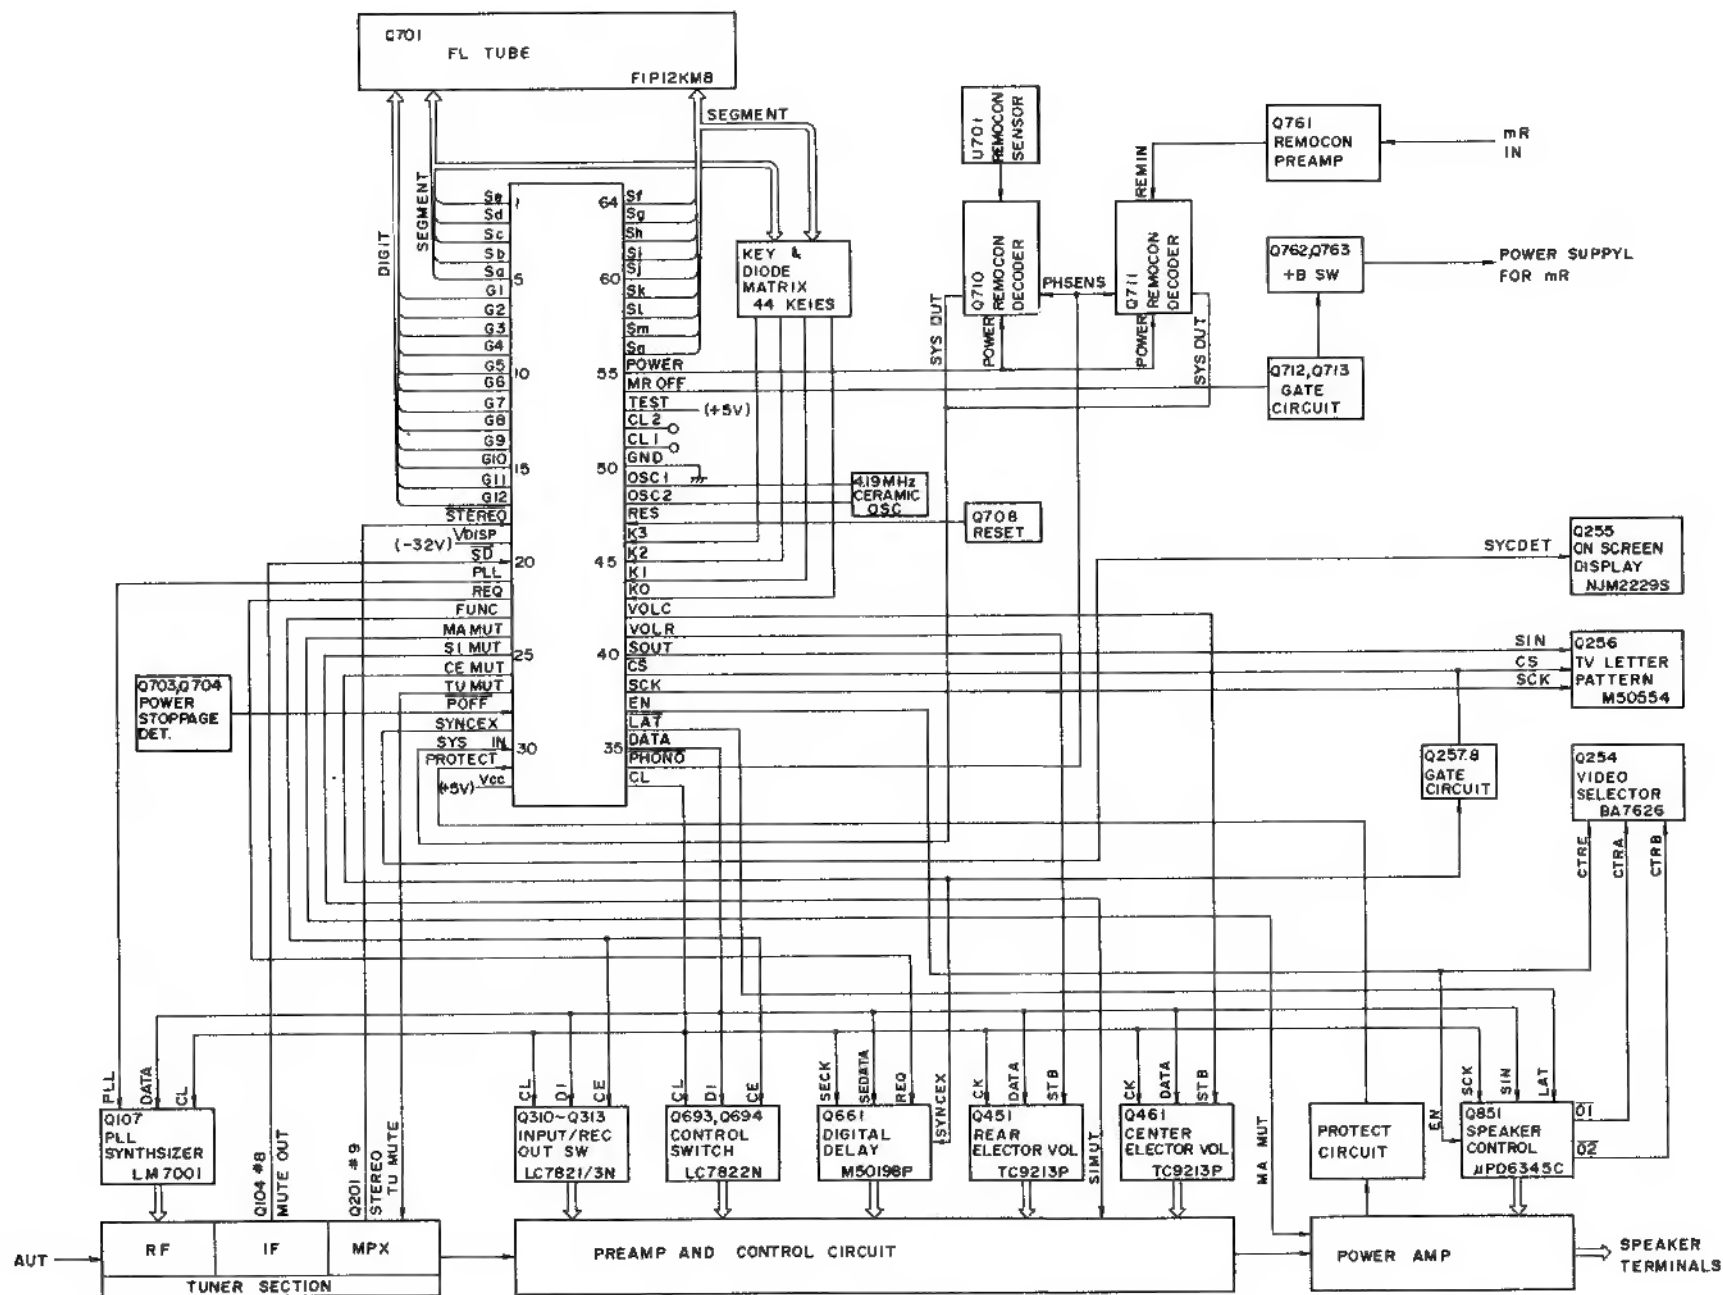 Q701
FL TUBE
FIP12KM8
SEGMENT
SEGMENT
DIGIT
U701
REMOCON
SENSOR
Q761
REMOCON
PREAMP
mR
IN
REMIN
Q710
REMOCON
DECODER
Q711
REMOCON
DECODER
PHSENS
POWER
POWER
SYS OUT
SYS OUT
Q762,Q763
+B SW
POWER SUPPYL
FOR mR
Q712,Q713
GATE
CIRCUIT
KEY &
DIODE
MATRIX
44 KEIES
Se
Sd
Sc
Sb
Sa
G1
G2
G3
G4
G5
G6
G7
G8
G9
G10
G11
G12
STEREO
VDISP
(-32V)
SD
PLL
REQ
FUNC
MA MUT
SI MUT
CE MUT
TU MUT
POFF
SYNCEX
SYS IN
PROTECT
Vcc
(+5V)
1
5
10
15
20
25
30
64
60
55
50
45
40
35
Sf
Sg
Sh
Si
Sj
Sk
Sl
Sm
Sa
POWER
MR OFF
TEST
(+5V)
CL2
CL1
GND
OSC1
OSC2
RES
K3
K2
K1
K0
VOLC
VOLR
SOUT
CS
SCK
EN
LAT
DATA
PHONO
CL
4.19MHz
CERAMIC
OSC
Q708
RESET
Q703,Q704
POWER
STOPPAGE
DET.
SYCDET
Q255
ON SCREEN
DISPLAY
NJM2229S
SIN
CS
SCK
Q256
TV LETTER
PATTERN
M50554
Q257.8
GATE
CIRCUIT
Q254
VIDEO
SELECTOR
BA7626
CTRE
CTRA
CTRB
PLL
DATA
CL
Q107
PLL
SYNTHSIZER
LM7001
Q104 #8
MUTE OUT
Q201 #9
STEREO
TU MUTE
CL
DI
CE
Q310~Q313
INPUT/REC
OUT SW
LC7821/3N
CL
DI
CE
Q693,Q694
CONTROL
SWITCH
LC7822N
SECK
SEDATA
REQ
Q661
DIGITAL
DELAY
M50198P
SYNCEX
CK
DATA
STB
Q451
REAR
ELECTOR VOL
TC9213P
SIMUT
CK
DATA
STB
Q461
CENTER
ELECTOR VOL
TC9213P
MA MUT
PROTECT
CIRCUIT
EN
SCK
SIN
LAT
Q851
SPEAKER
CONTROL
μPD6345C
O1
O2
AUT
RF
IF
MPX
TUNER SECTION
PREAMP AND CONTROL CIRCUIT
POWER AMP
SPEAKER
TERMINALS